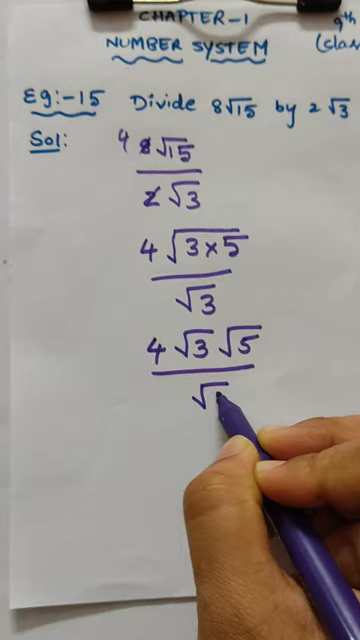 CHAPTER-1
9th
NUMBER SYSTEM
(class
Eg:-15 Divide 8√15 by 2√3
Sol: 4 8√15
2√3
4√3×5
√3
4√3√5
√